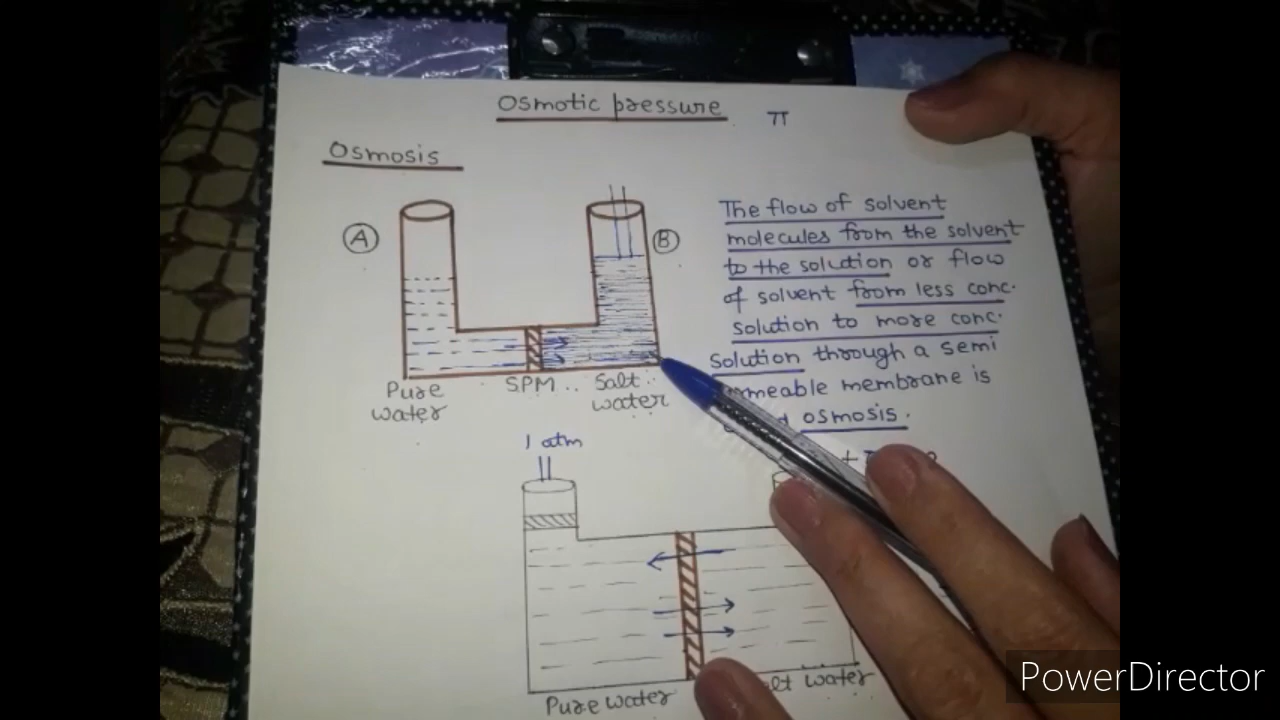 Osmotic pressure
π
Osmosis
A
B
The flow of solvent
molecules from the solvent
to the solution or flow
of solvent from less conc.
solution to more conc.
solution through a semi
meable membrane is
osmosis.
Pure
water
SPM..
Salt..
water
1 atm
+
Pure water
lt water
PowerDirector